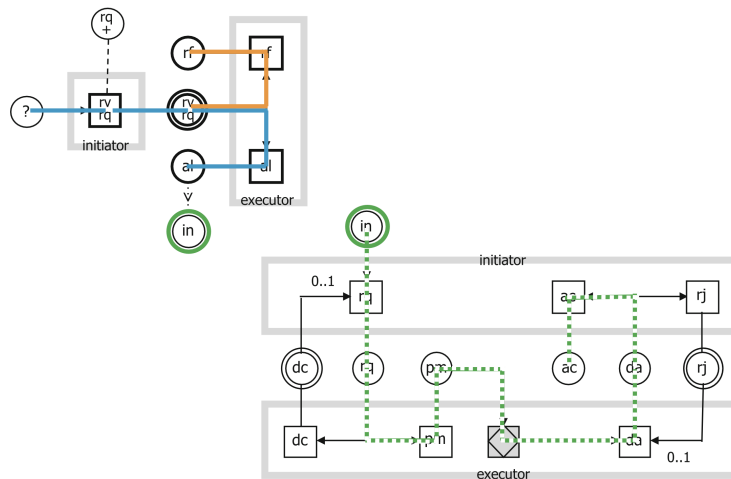 rq
+
rf
rf
?
rv
rq
rv
rq
initiator
al
al
executor
in
in
initiator
0..1
rq
aa
rj
dc
rq
pm
ac
da
rj
dc
pm
da
0..1
executor